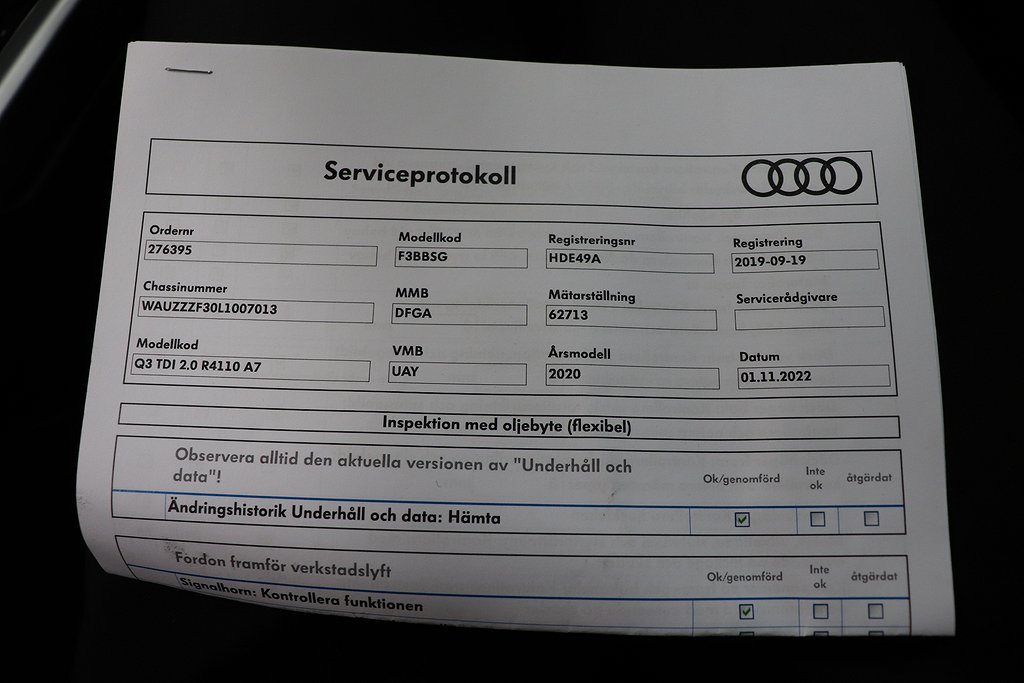 Serviceprotokoll
Ordernr
276395
Modellkod
F3BBSG
Registreringsnr
HDE49A
Registrering
2019-09-19
Chassinummer
WAUZZZF30L1007013
MMB
DFGA
Mätarställning
62713
Servicerådgivare
Modellkod
Q3 TDI 2.0 R4110 A7
VMB
UAY
Årsmodell
2020
Datum
01.11.2022
Inspektion med oljebyte (flexibel)
Observera alltid den aktuella versionen av "Underhåll och
data"!
Ok/genomförd
Inte
ok
åtgärdat
Ändringshistorik Underhåll och data: Hämta
Fordon framför verkstadslyft
Ok/genomförd
Inte
ok
åtgärdat
Signalhorn: Kontrollera funktionen